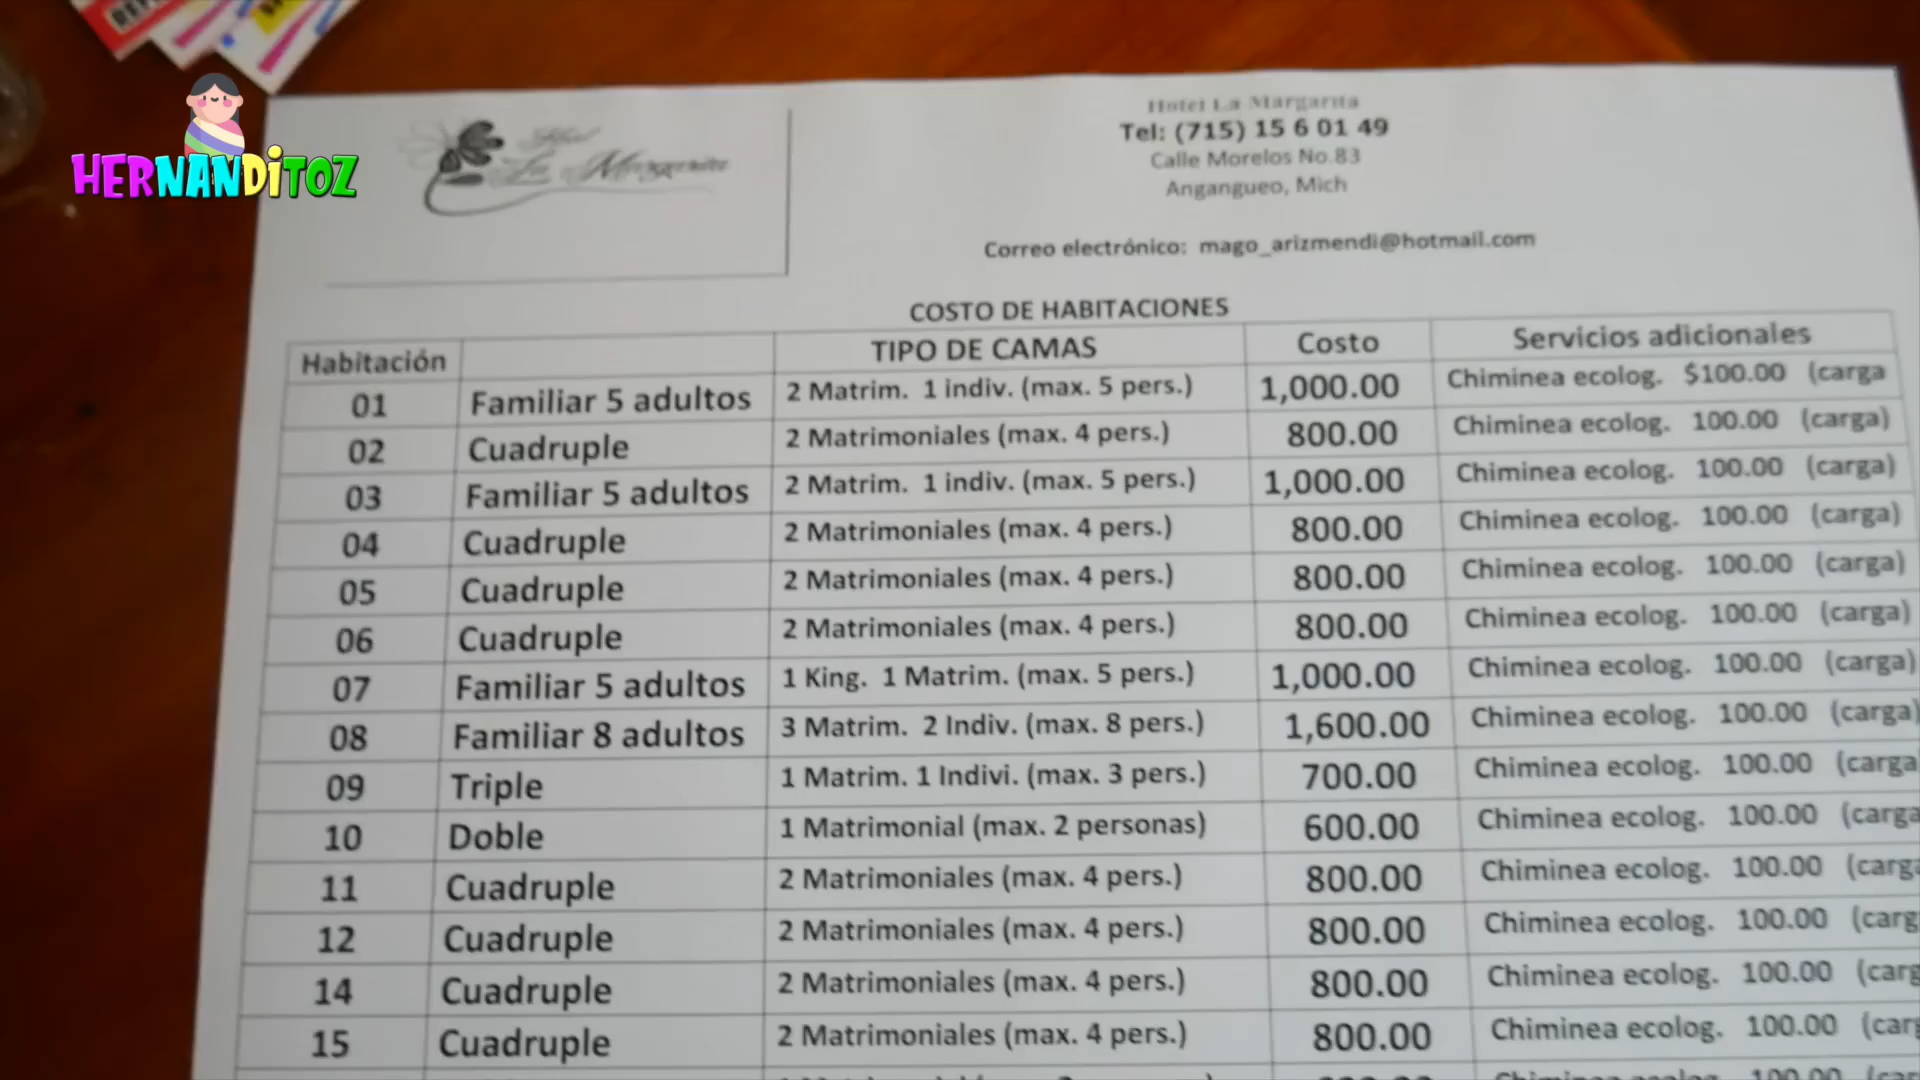 HERNANDiTOZ
Hotel La Margarita
Hotel La Margarita
Tel: (715) 15 6 01 49
Calle Morelos No.83
Angangueo, Mich
Correo electrónico: mago_arizmendi@hotmail.com
COSTO DE HABITACIONES
Habitación TIPO DE CAMAS Costo Servicios adicionales
01 Familiar 5 adultos 2 Matrim. 1 indiv. (max. 5 pers.) 1,000.00 Chiminea ecolog. $100.00 (carga
02 Cuadruple 2 Matrimoniales (max. 4 pers.) 800.00 Chiminea ecolog. 100.00 (carga)
03 Familiar 5 adultos 2 Matrim. 1 indiv. (max. 5 pers.) 1,000.00 Chiminea ecolog. 100.00 (carga)
04 Cuadruple 2 Matrimoniales (max. 4 pers.) 800.00 Chiminea ecolog. 100.00 (carga)
05 Cuadruple 2 Matrimoniales (max. 4 pers.) 800.00 Chiminea ecolog. 100.00 (carga)
06 Cuadruple 2 Matrimoniales (max. 4 pers.) 800.00 Chiminea ecolog. 100.00 (carga)
07 Familiar 5 adultos 1 King. 1 Matrim. (max. 5 pers.) 1,000.00 Chiminea ecolog. 100.00 (carga)
08 Familiar 8 adultos 3 Matrim. 2 Indiv. (max. 8 pers.) 1,600.00 Chiminea ecolog. 100.00 (carga)
09 Triple 1 Matrim. 1 Indivi. (max. 3 pers.) 700.00 Chiminea ecolog. 100.00 (carga
10 Doble 1 Matrimonial (max. 2 personas) 600.00 Chiminea ecolog. 100.00 (carga
11 Cuadruple 2 Matrimoniales (max. 4 pers.) 800.00 Chiminea ecolog. 100.00 (carga
12 Cuadruple 2 Matrimoniales (max. 4 pers.) 800.00 Chiminea ecolog. 100.00 (carg
14 Cuadruple 2 Matrimoniales (max. 4 pers.) 800.00 Chiminea ecolog. 100.00 (carg
15 Cuadruple 2 Matrimoniales (max. 4 pers.) 800.00 Chiminea ecolog. 100.00 (carg